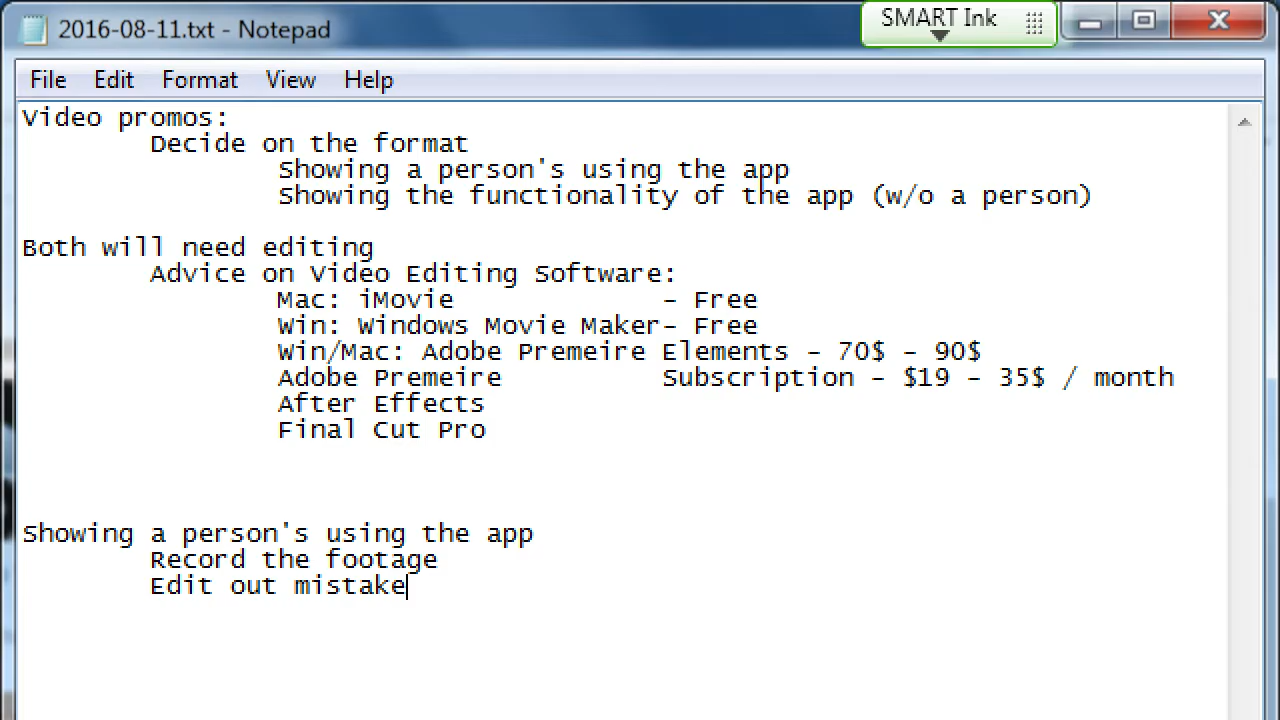 2016-08-11.txt - Notepad
SMART Ink
File Edit Format View Help
Video promos:
Decide on the format
Showing a person's using the app
Showing the functionality of the app (w/o a person)
Both will need editing
Advice on Video Editing Software:
Mac: iMovie - Free
Win: Windows Movie Maker- Free
Win/Mac: Adobe Premeire Elements - 70$ - 90$
Adobe Premeire Subscription - $19 - 35$ / month
After Effects
Final Cut Pro
Showing a person's using the app
Record the footage
Edit out mistake